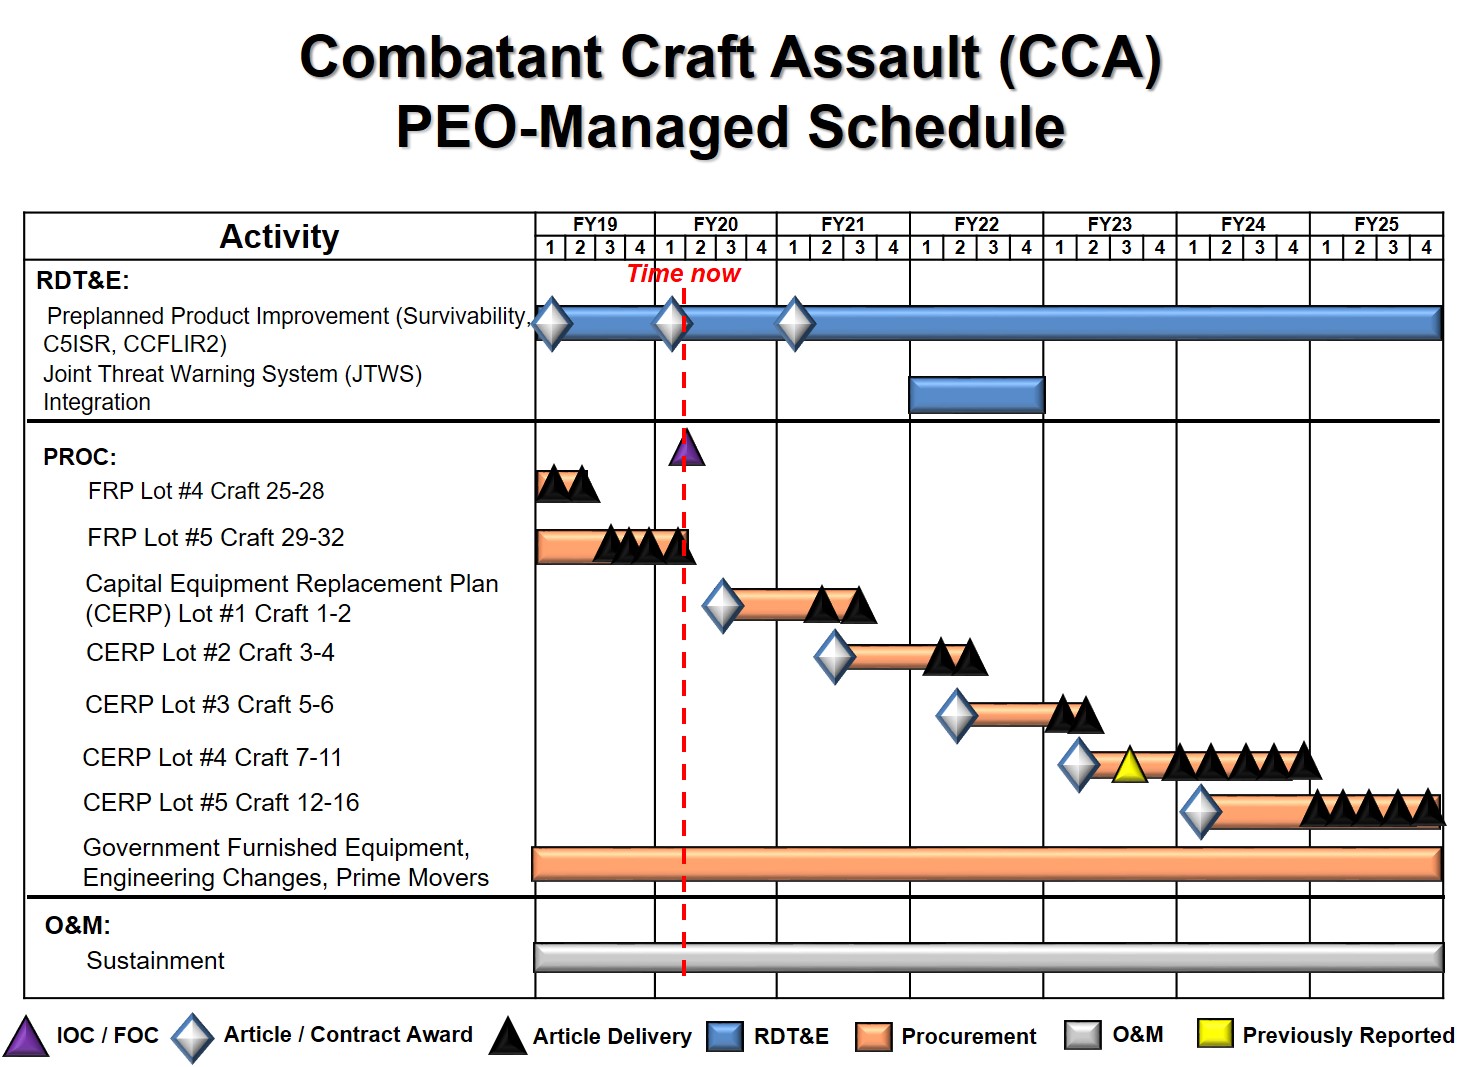 Combatant Craft Assault (CCA)
PEO-Managed Schedule
Activity
FY19 FY20 FY21 FY22 FY23 FY24 FY25
1 2 3 4 1 2 3 4 1 2 3 4 1 2 3 4 1 2 3 4 1 2 3 4 1 2 3 4
Time now
RDT&E:
Preplanned Product Improvement (Survivability,
C5ISR, CCFLIR2)
Joint Threat Warning System (JTWS)
Integration
PROC:
FRP Lot #4 Craft 25-28
FRP Lot #5 Craft 29-32
Capital Equipment Replacement Plan
(CERP) Lot #1 Craft 1-2
CERP Lot #2 Craft 3-4
CERP Lot #3 Craft 5-6
CERP Lot #4 Craft 7-11
CERP Lot #5 Craft 12-16
Government Furnished Equipment,
Engineering Changes, Prime Movers
O&M:
Sustainment
IOC / FOC Article / Contract Award Article Delivery RDT&E Procurement O&M Previously Reported